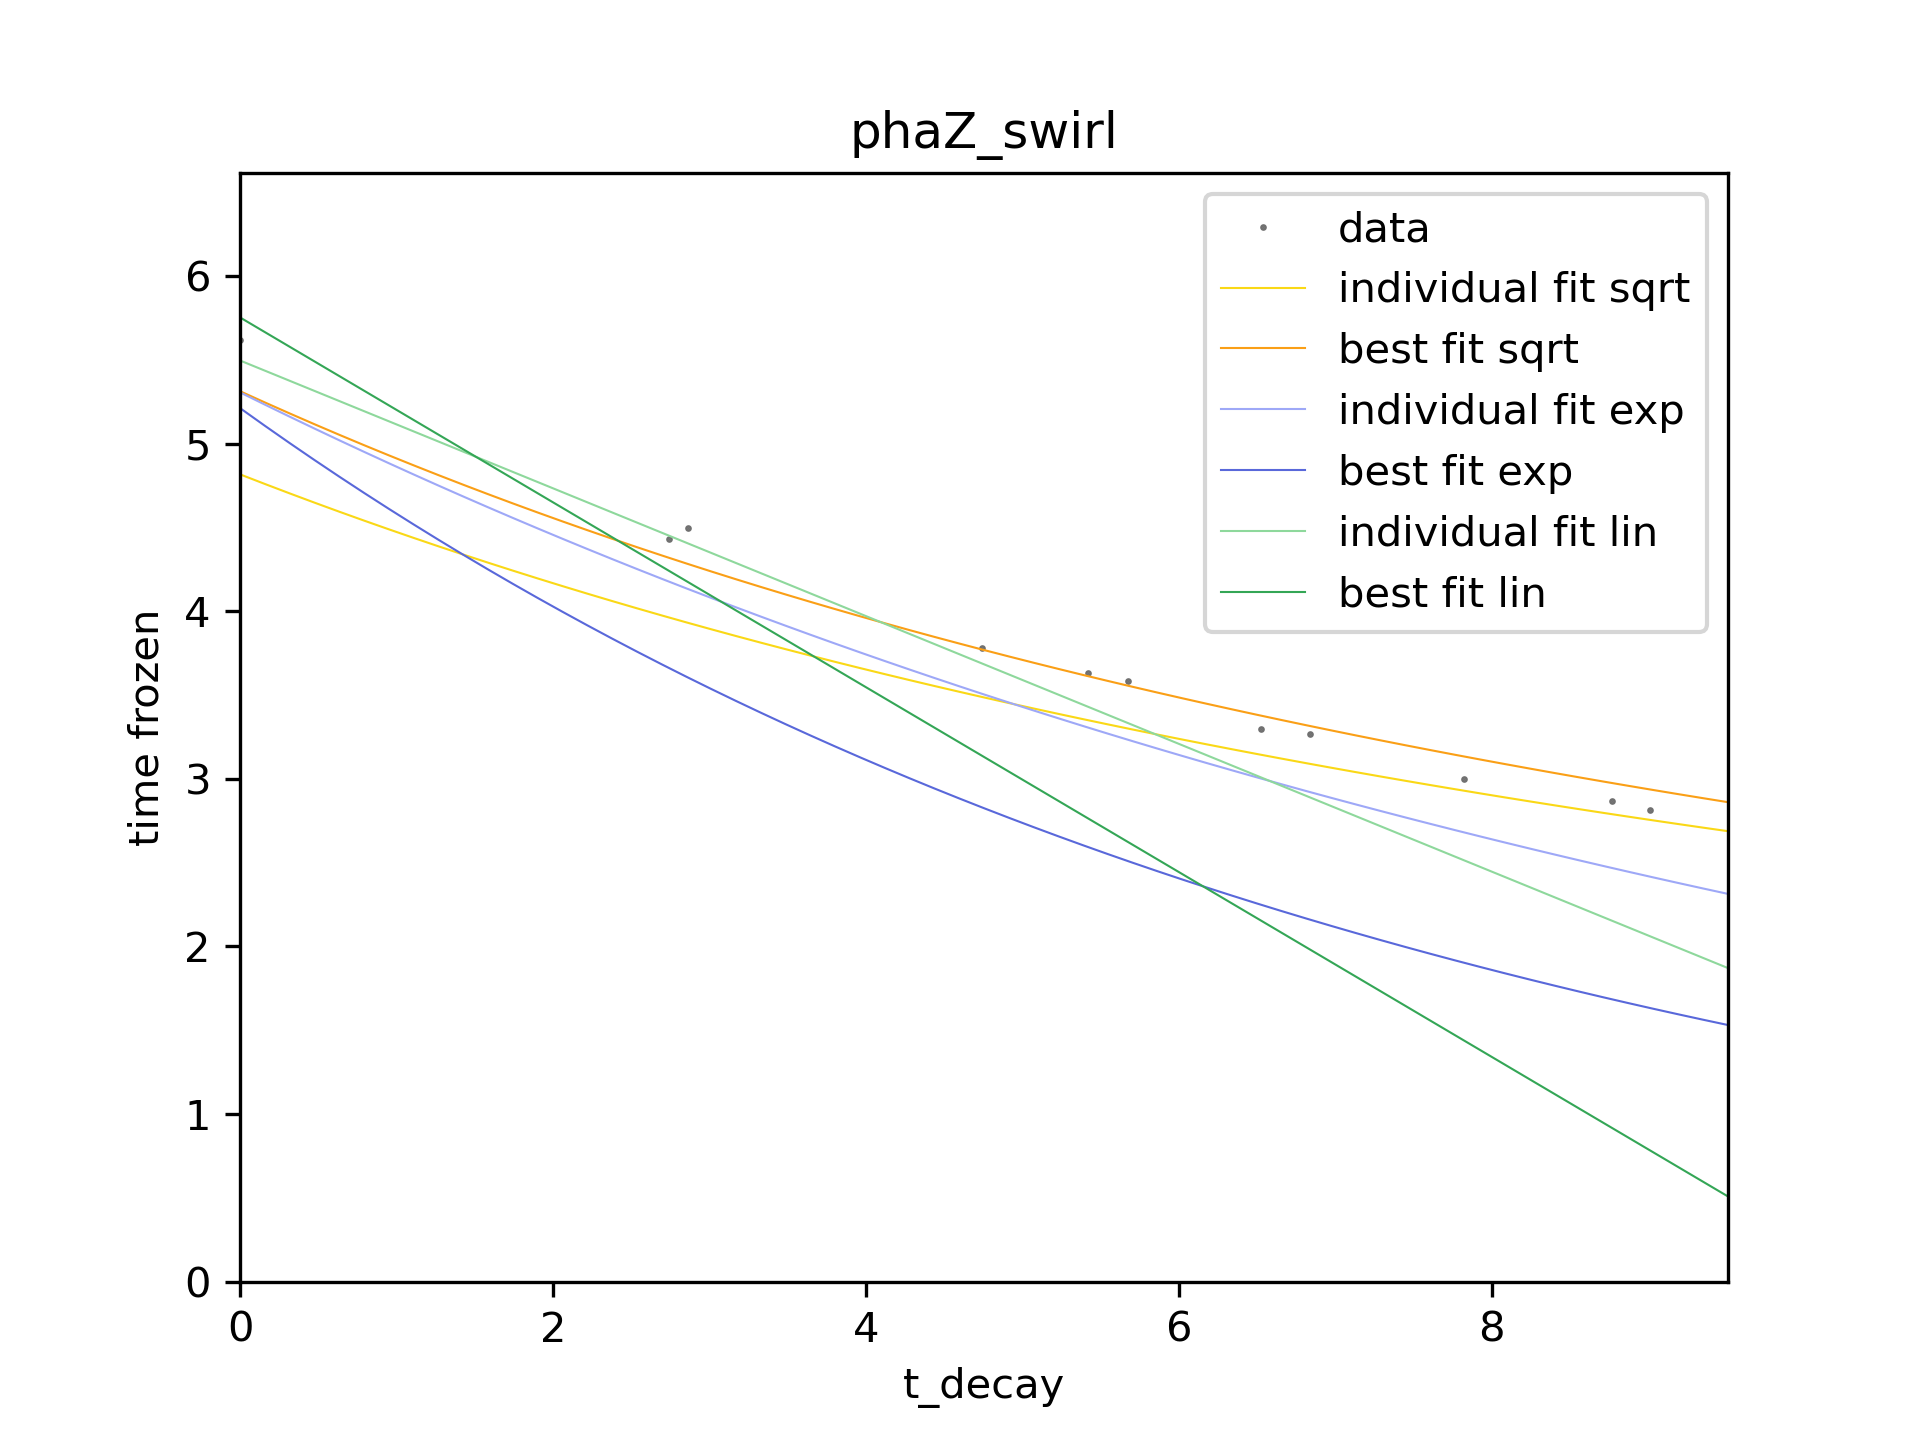 phaZ_swirl
data
individual fit sqrt
best fit sqrt
individual fit exp
best fit exp
individual fit lin
best fit lin
time frozen
6
5
4
3
2
1
0
0 2 4 6 8
t_decay